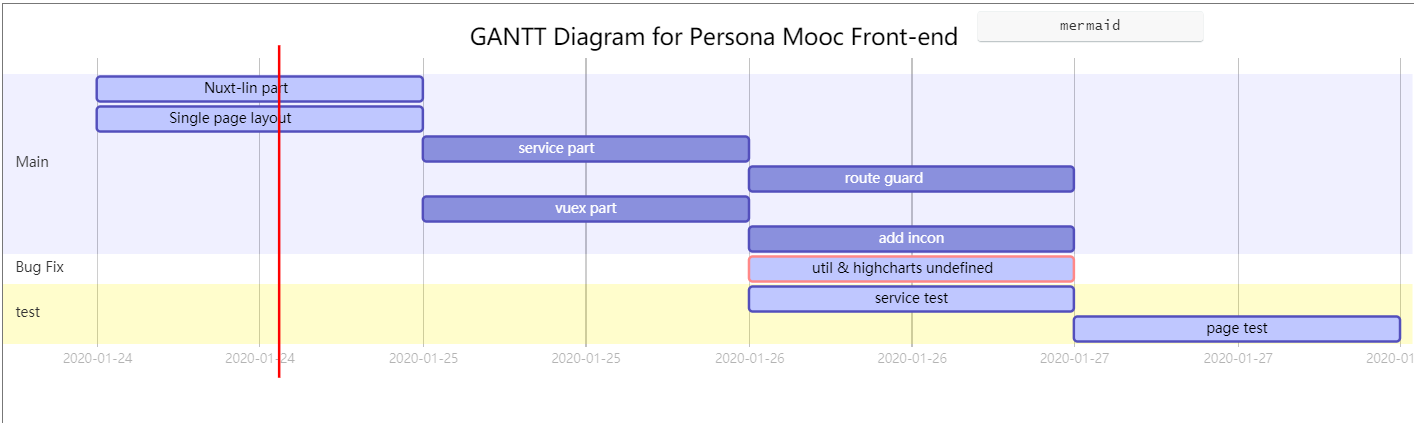 GANTT Diagram for Persona Mooc Front-end
mermaid
Nuxt-lin part
Single page layout
service part
Main
route guard
vuex part
add incon
Bug Fix
util & highcharts undefined
service test
test
page test
2020-01-24
2020-01-24
2020-01-25
2020-01-25
2020-01-26
2020-01-26
2020-01-27
2020-01-27
2020-01